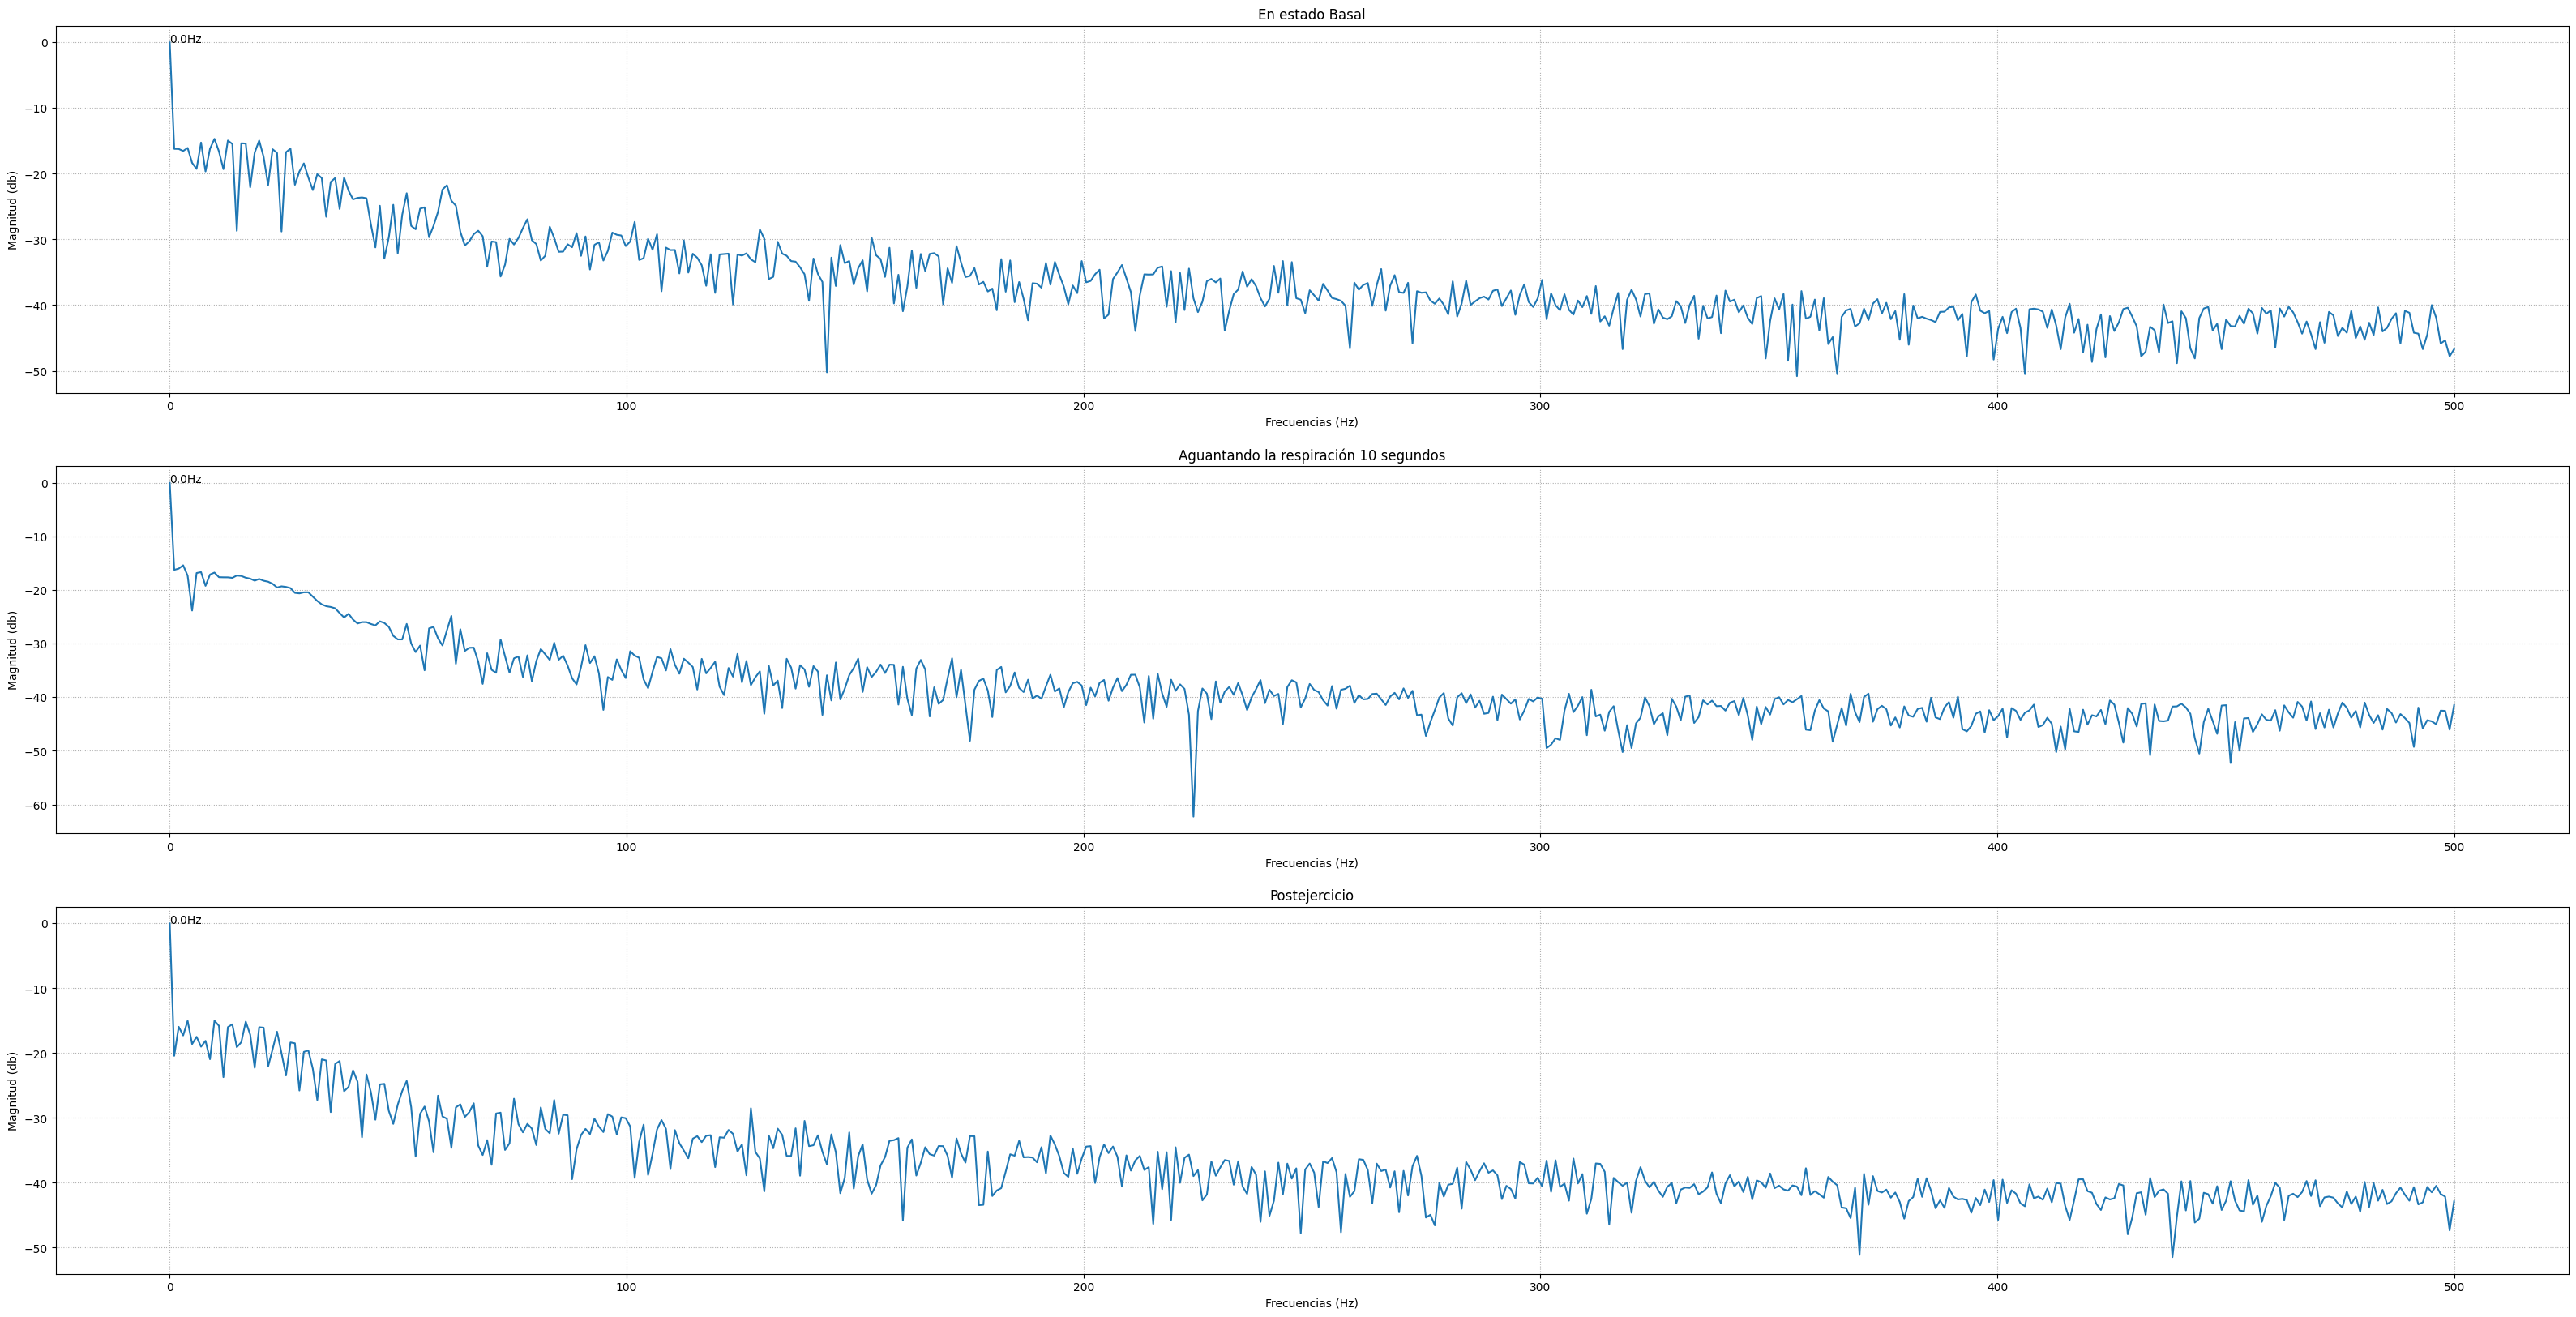 En estado Basal
0.0Hz
0
−10
−20
−30
−40
−50
Magnitud (db)
0 100 200 300 400 500
Frecuencias (Hz)
Aguantando la respiración 10 segundos
0.0Hz
0
−10
−20
−30
−40
−50
−60
Magnitud (db)
0 100 200 300 400 500
Frecuencias (Hz)
Postejercicio
0.0Hz
0
−10
−20
−30
−40
−50
Magnitud (db)
0 100 200 300 400 500
Frecuencias (Hz)